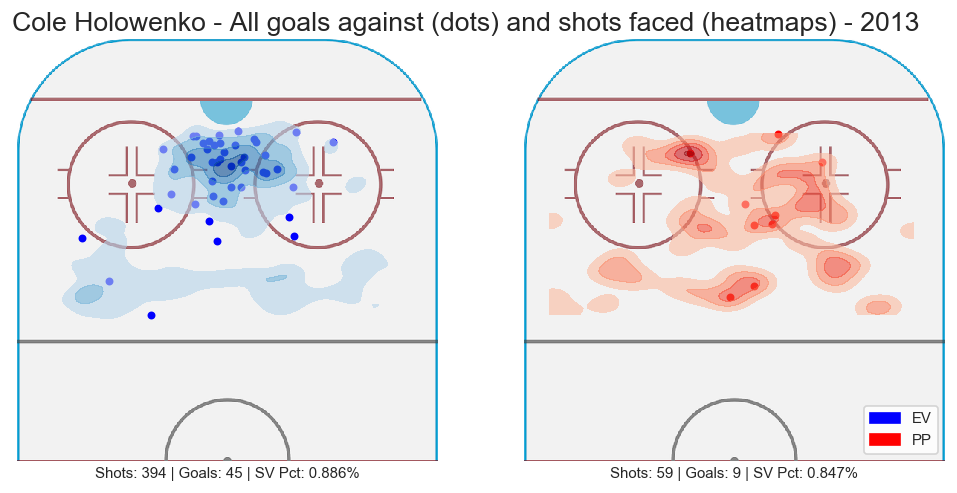 Cole Holowenko - All goals against (dots) and shots faced (heatmaps) - 2013
EV
PP
Shots: 394 | Goals: 45 | SV Pct: 0.886%
Shots: 59 | Goals: 9 | SV Pct: 0.847%